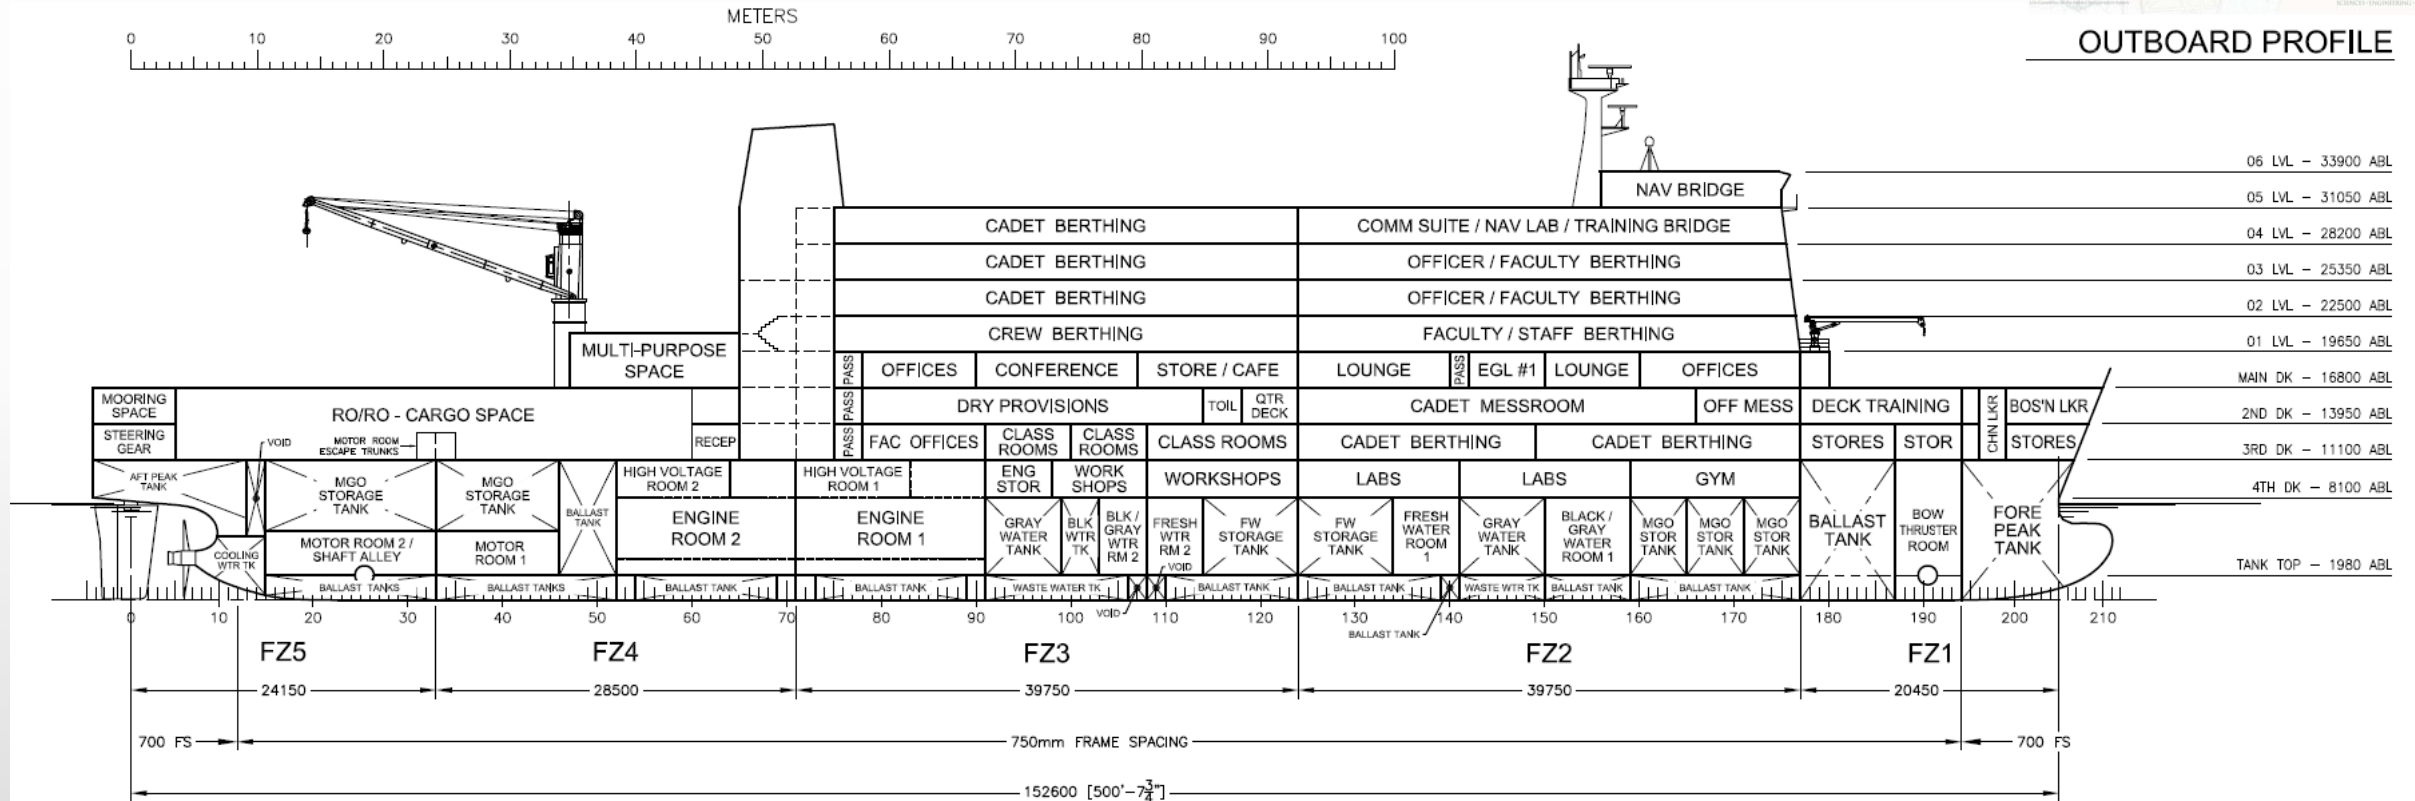 METERS
0 10 20 30 40 50 60 70 80 90 100
OUTBOARD PROFILE
06 LVL - 33900 ABL
NAV BRIDGE
05 LVL - 31050 ABL
CADET BERTHING
COMM SUITE / NAV LAB / TRAINING BRIDGE
04 LVL - 28200 ABL
CADET BERTHING
OFFICER / FACULTY BERTHING
03 LVL - 25350 ABL
CADET BERTHING
OFFICER / FACULTY BERTHING
02 LVL - 22500 ABL
CREW BERTHING
FACULTY / STAFF BERTHING
01 LVL - 19650 ABL
MULTI-PURPOSE
SPACE
PASS
OFFICES
CONFERENCE
STORE / CAFE
LOUNGE
PASS
EGL #1
LOUNGE
OFFICES
MAIN DK - 16800 ABL
MOORING
SPACE
RO/RO - CARGO SPACE
PASS
DRY PROVISIONS
TOIL
QTR
DECK
CADET MESSROOM
OFF MESS
DECK TRAINING
CHN LKR
BOS'N LKR
2ND DK - 13950 ABL
STEERING
GEAR
VOID
MOTOR ROOM
ESCAPE TRUNKS
RECEP
PASS
FAC OFFICES
CLASS
ROOMS
CLASS
ROOMS
CLASS ROOMS
CADET BERTHING
CADET BERTHING
STORES
STOR
STORES
3RD DK - 11100 ABL
AFT PEAK
TANK
MGO
STORAGE
TANK
MGO
STORAGE
TANK
BALLAST
TANK
HIGH VOLTAGE
ROOM 2
HIGH VOLTAGE
ROOM 1
ENG
STOR
WORK
SHOPS
WORKSHOPS
LABS
LABS
GYM
4TH DK - 8100 ABL
ENGINE
ROOM 2
ENGINE
ROOM 1
GRAY
WATER
TANK
BLK
WTR
TK
BLK /
GRAY
WTR
RM 2
FRESH
WTR
RM 2
FW
STORAGE
TANK
FW
STORAGE
TANK
FRESH
WATER
ROOM
1
GRAY
WATER
TANK
BLACK /
GRAY
WATER
ROOM 1
MGO
STOR
TANK
MGO
STOR
TANK
MGO
STOR
TANK
BALLAST
TANK
BOW
THRUSTER
ROOM
FORE
PEAK
TANK
COOLING
WTR TK
MOTOR ROOM 2 /
SHAFT ALLEY
MOTOR
ROOM 1
VOID
TANK TOP - 1980 ABL
BALLAST TANKS
BALLAST TANKS
BALLAST TANK
BALLAST TANK
WASTE WATER TK
BALLAST TANK
BALLAST TANK
WASTE WTR TK
BALLAST TANK
BALLAST TANK
0 10 20 30 40 50 60 70 80 90 100 VOID 110 120 130 140 150 160 170 180 190 200 210
BALLAST TANK
FZ5 FZ4 FZ3 FZ2 FZ1
24150 28500 39750 39750 20450
700 FS 750mm FRAME SPACING 700 FS
152600 [500'-7¾"]